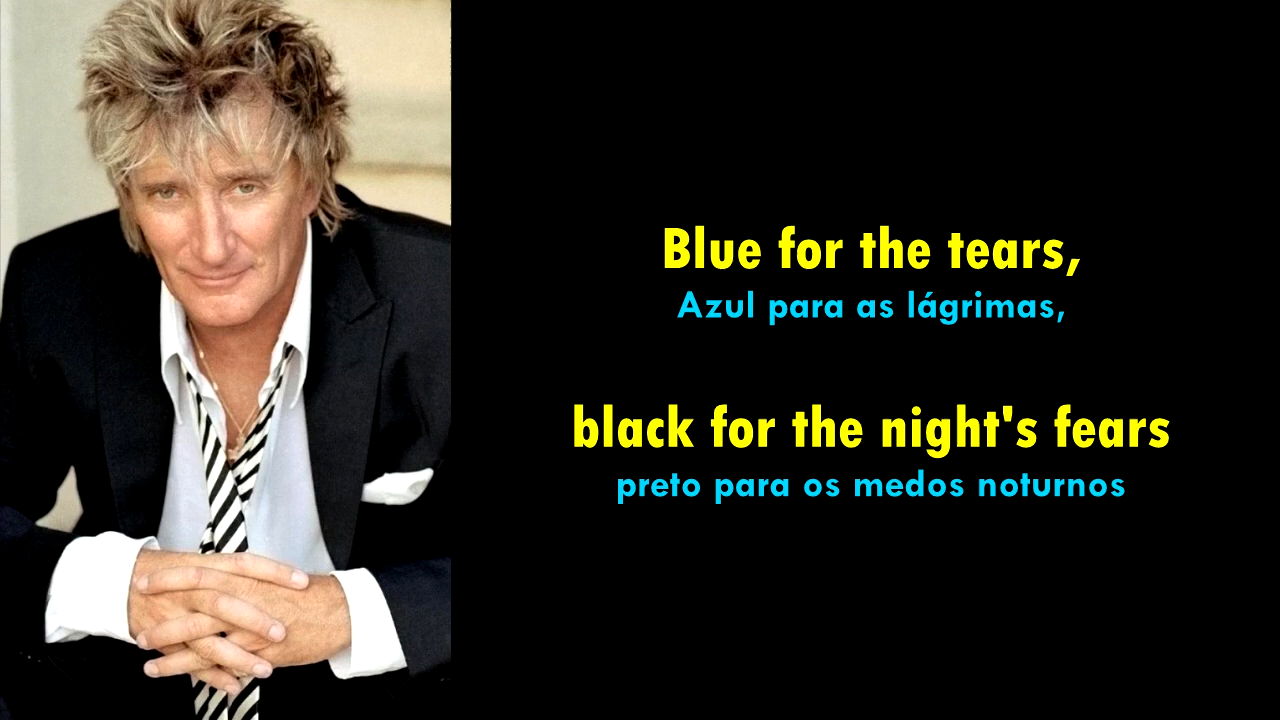 Blue for the tears,
Azul para as lágrimas,
black for the night's fears
preto para os medos noturnos